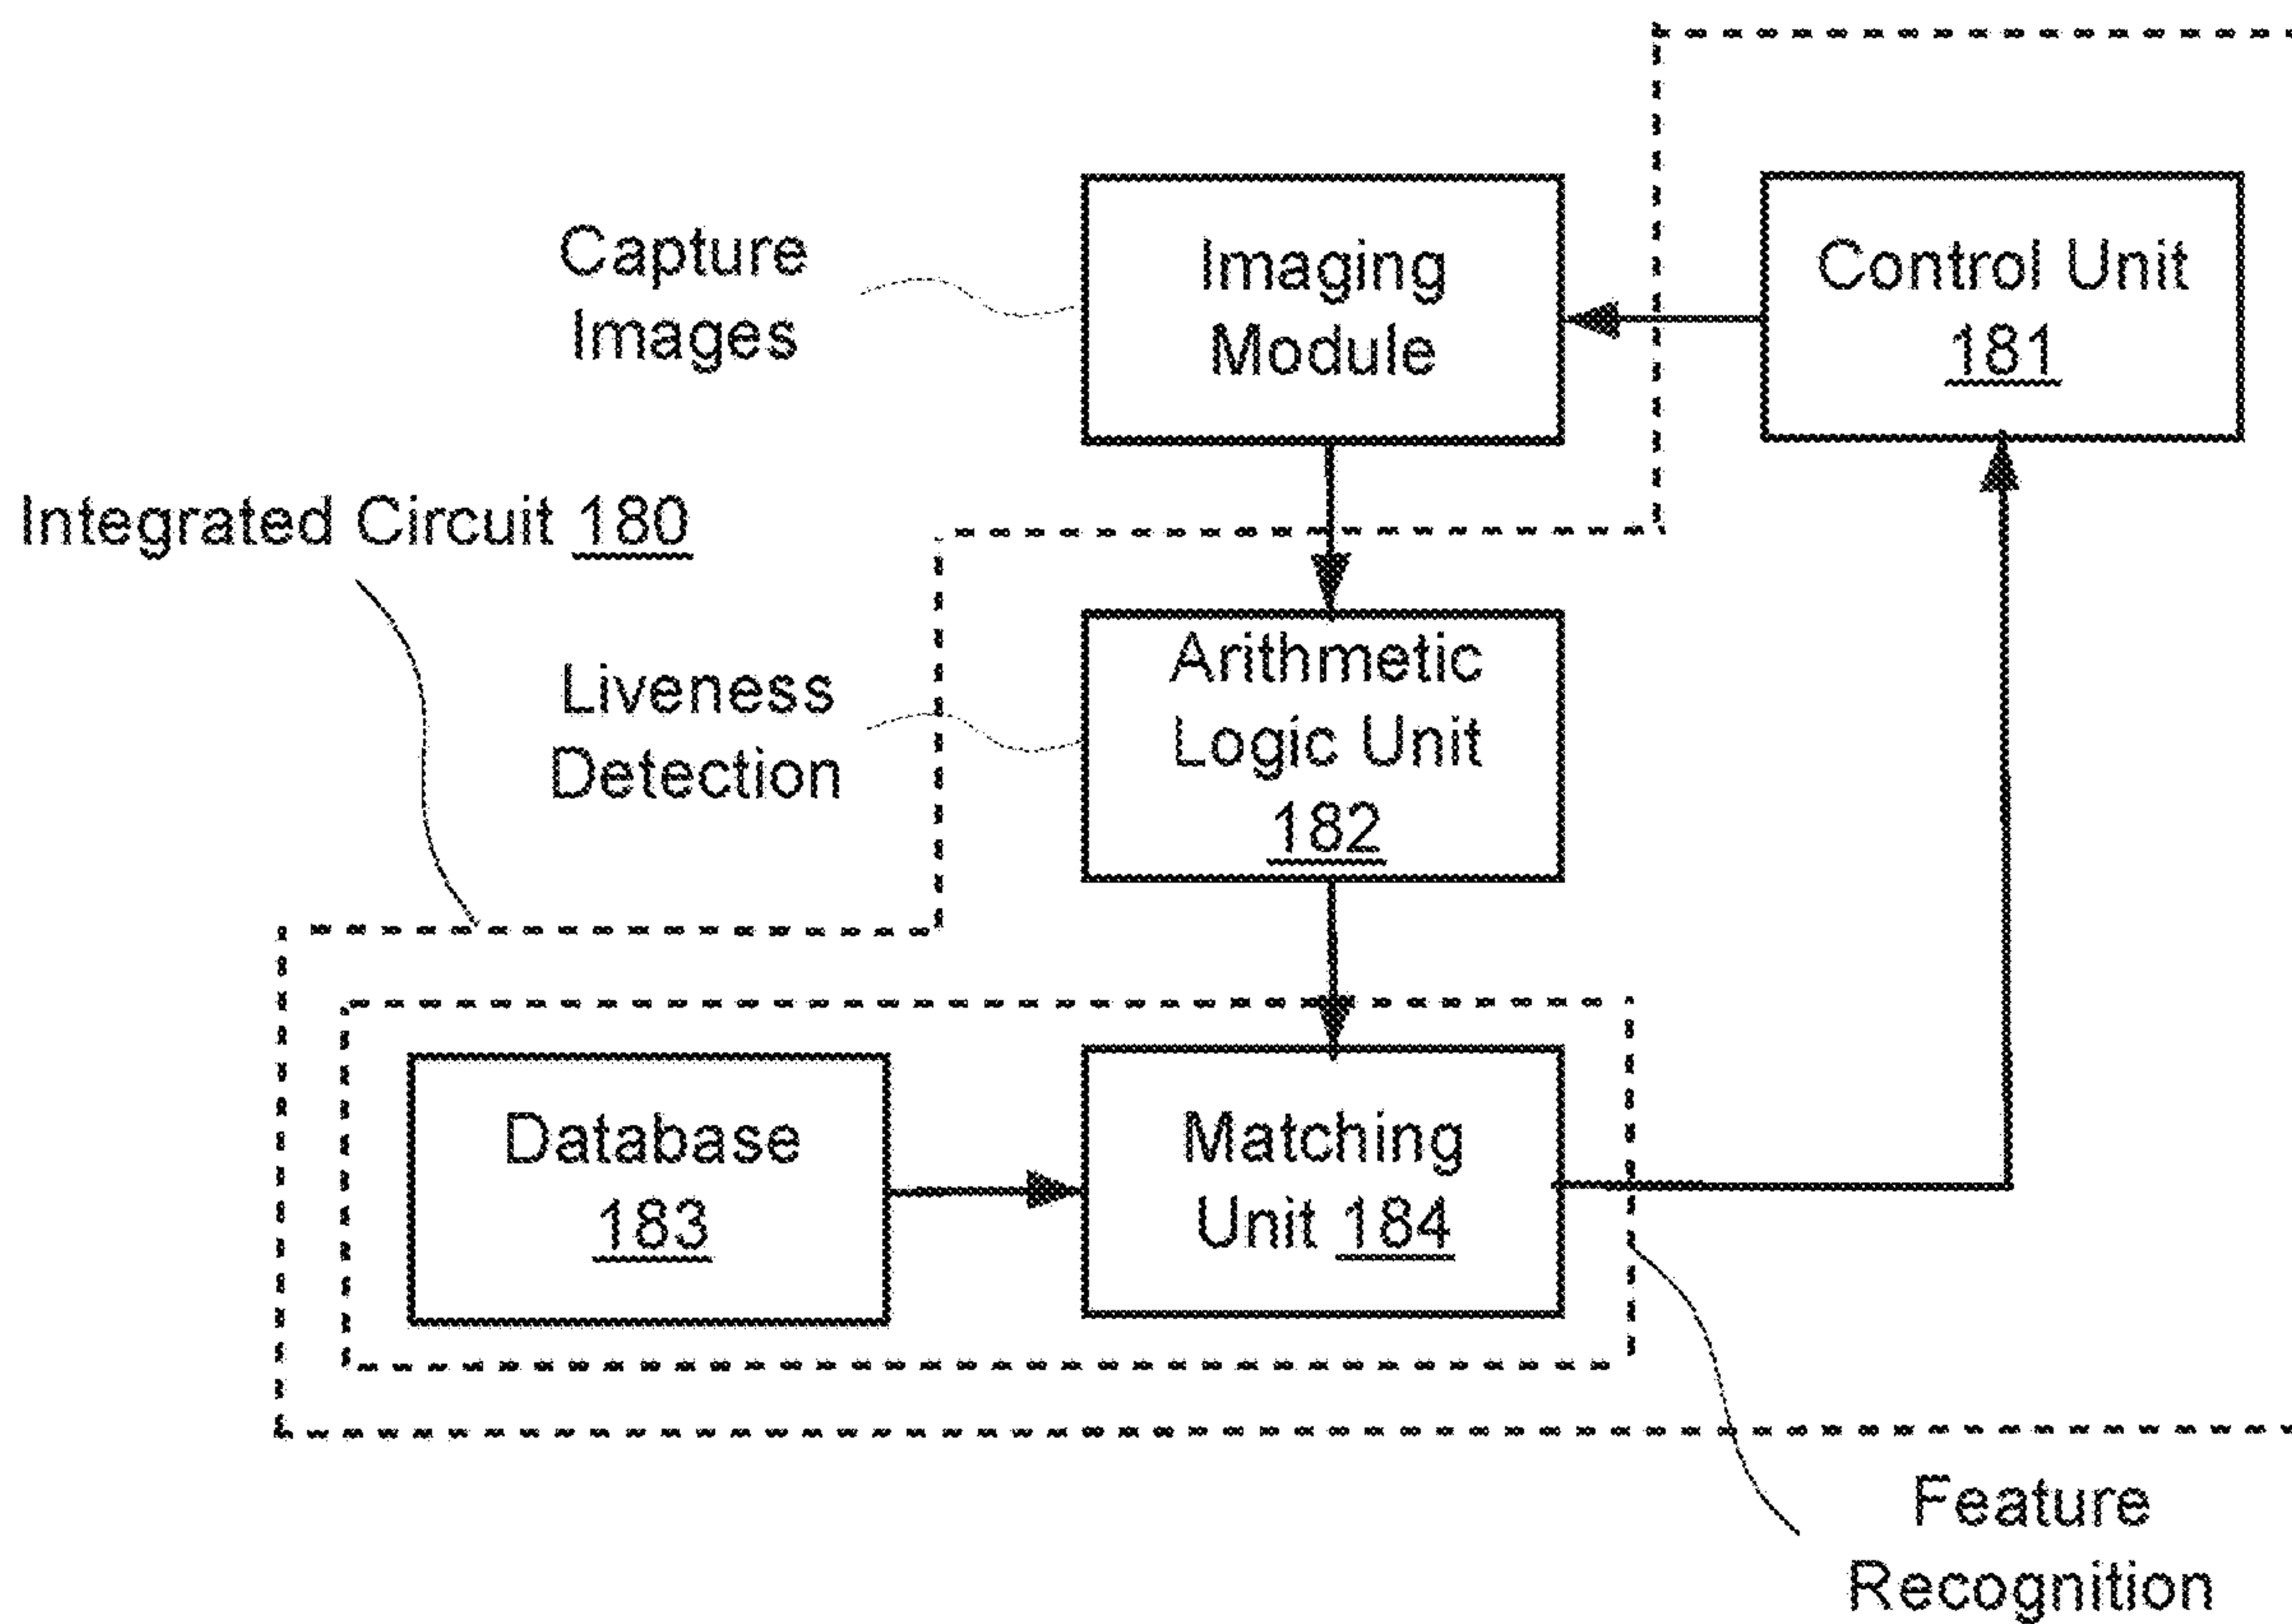 Capture
Images
Imaging
Module
Control Unit
181
Integrated Circuit 180
Liveness
Detection
Arithmetic
Logic Unit
182
Database
183
Matching
Unit 184
Feature
Recognition